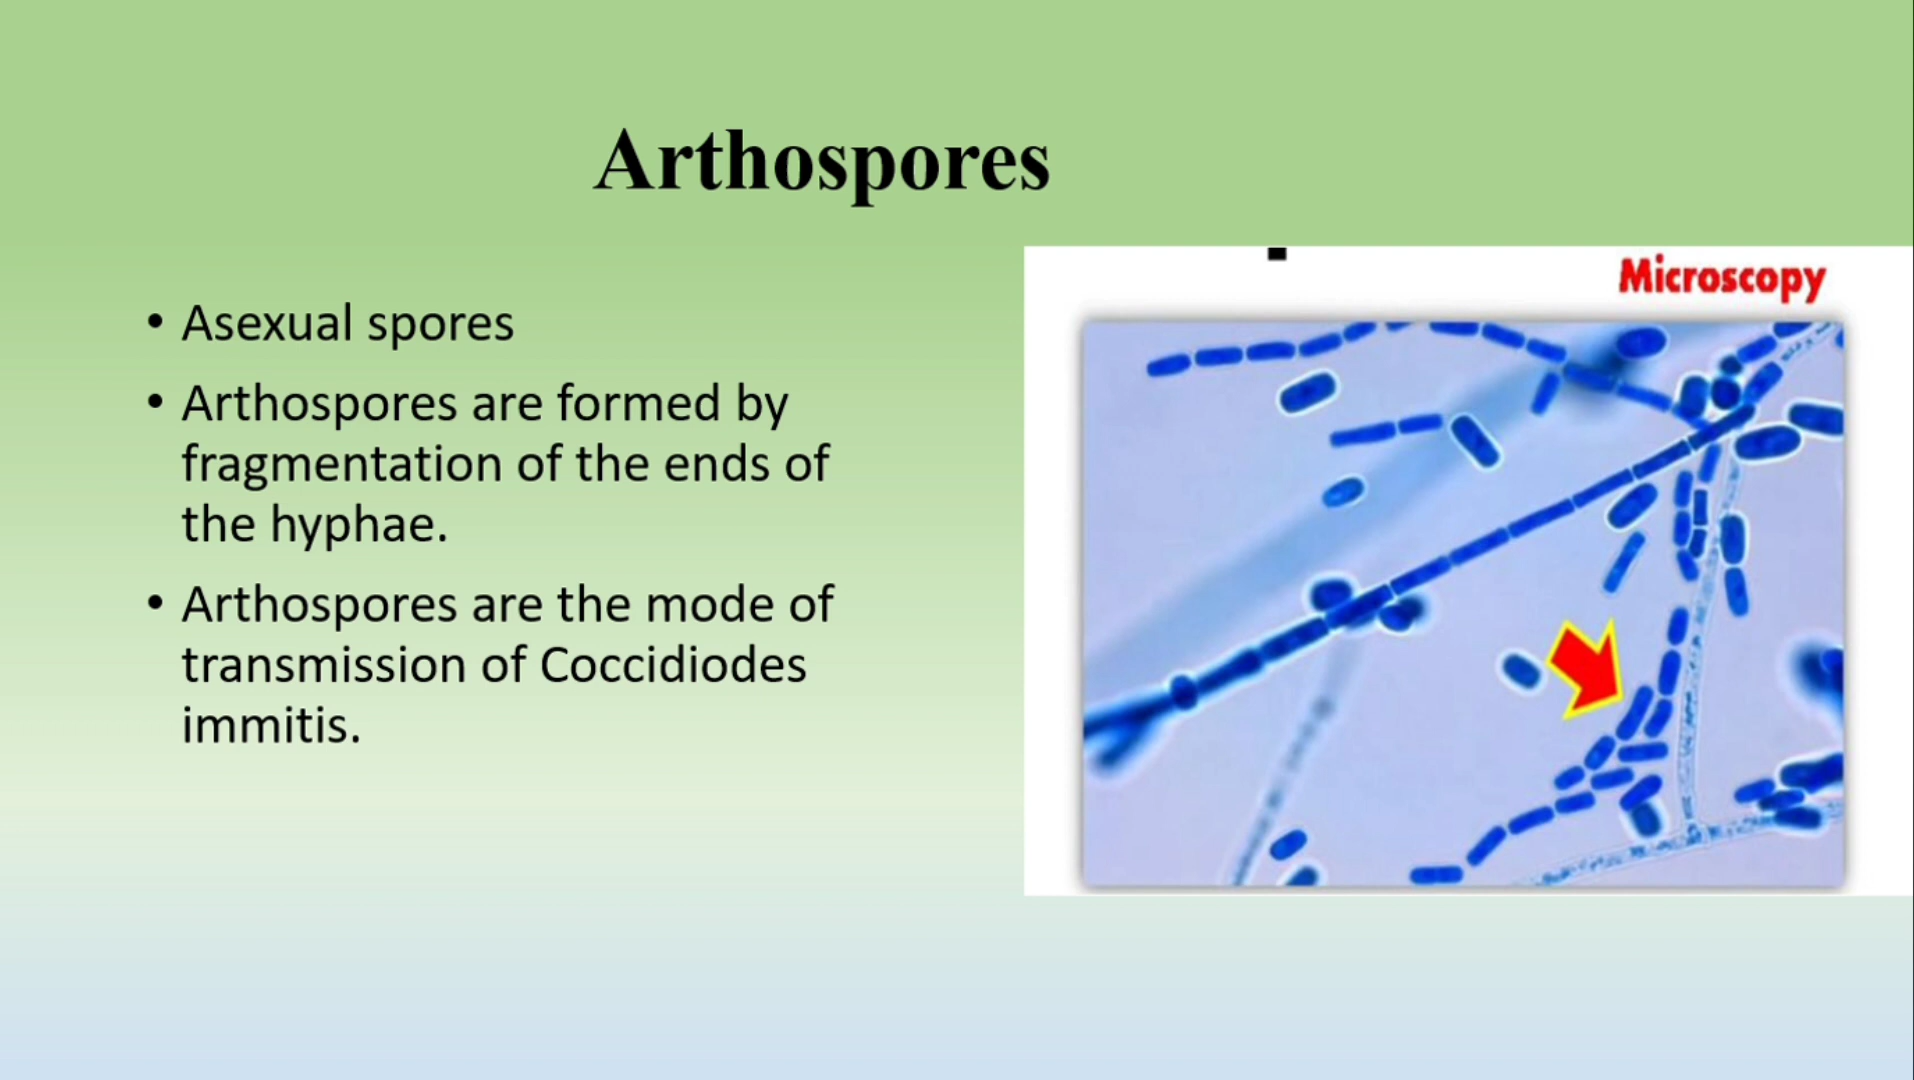 Arthospores
• Asexual spores
• Arthospores are formed by
fragmentation of the ends of
the hyphae.
• Arthospores are the mode of
transmission of Coccidiodes
immitis.
Microscopy